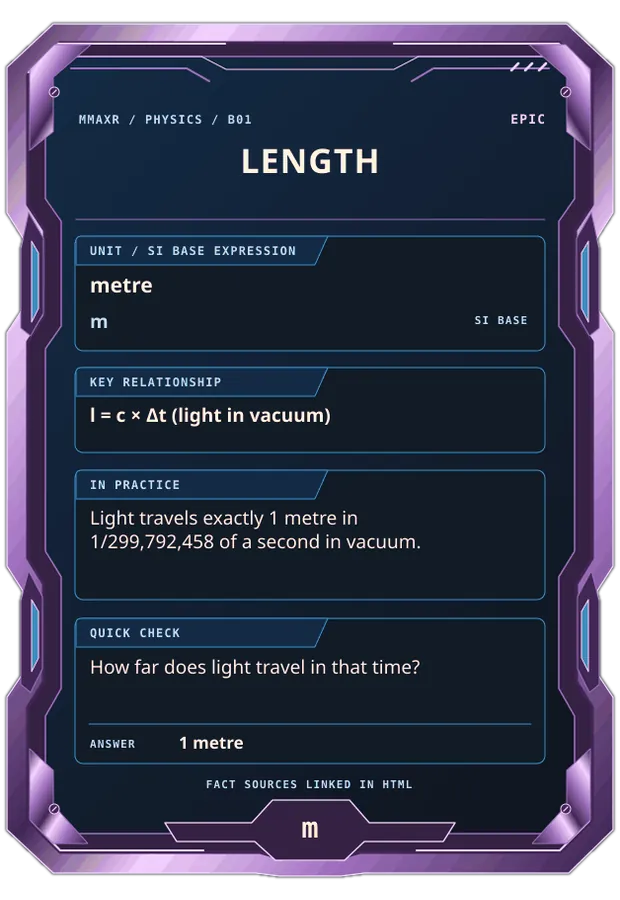 MMAXR / PHYSICS / B01
EPIC
LENGTH
UNIT / SI BASE EXPRESSION
metre
m
SI BASE
KEY RELATIONSHIP
l = c × Δt (light in vacuum)
IN PRACTICE
Light travels exactly 1 metre in
1/299,792,458 of a second in vacuum.
QUICK CHECK
How far does light travel in that time?
ANSWER
1 metre
FACT SOURCES LINKED IN HTML
m